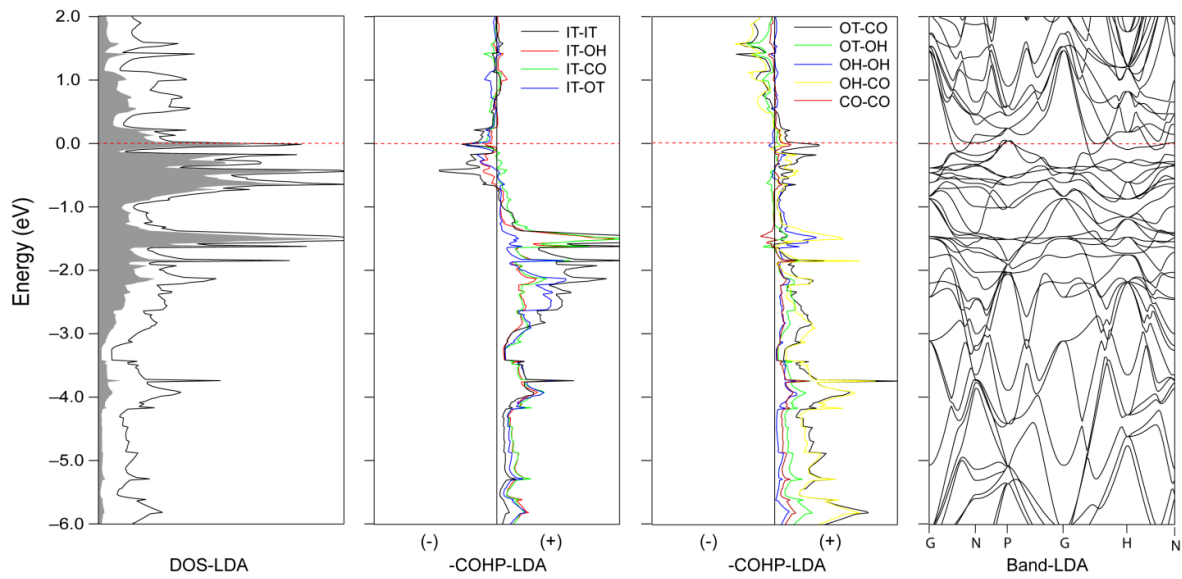 2.0
1.0
0.0
–1.0
–2.0
–3.0
–4.0
–5.0
–6.0
Energy (eV)
DOS-LDA
IT-IT
IT-OH
IT-CO
IT-OT
(-) (+)
-COHP-LDA
OT-CO
OT-OH
OH-OH
OH-CO
CO-CO
(-) (+)
-COHP-LDA
G N P G H N
Band-LDA